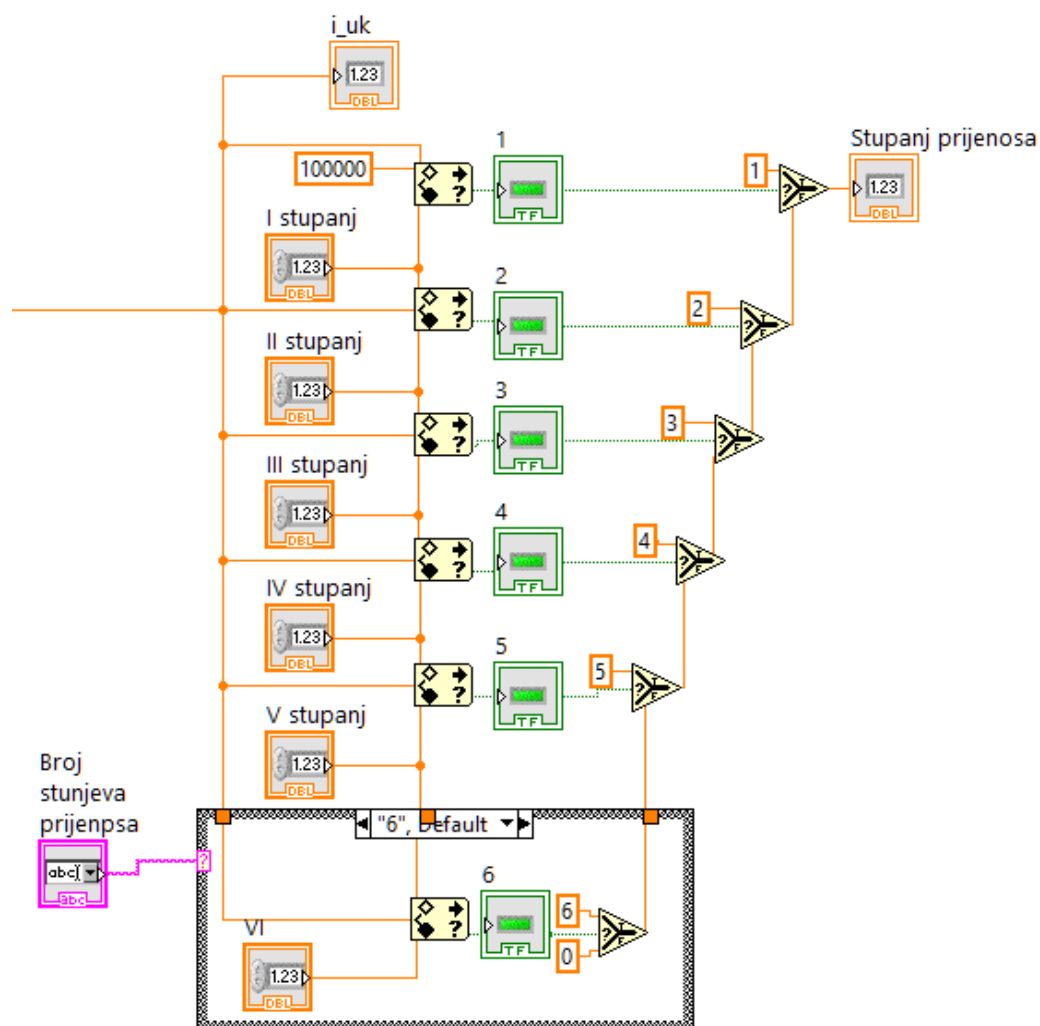 i_uk
1.23
DBL
1
Stupanj prijenosa
100000
?
TF
1
?
F
1.23
DBL
I stupanj
1.23
DBL
2
?
TF
2
?
F
II stupanj
1.23
DBL
3
?
TF
3
?
F
III stupanj
1.23
DBL
4
?
TF
4
?
F
IV stupanj
1.23
DBL
5
?
TF
5
?
F
V stupanj
1.23
DBL
Broj
stunjeva
prijenpsa
abc
abc
?
"6", Default
6
?
TF
6
?
F
0
VI
1.23
DBL